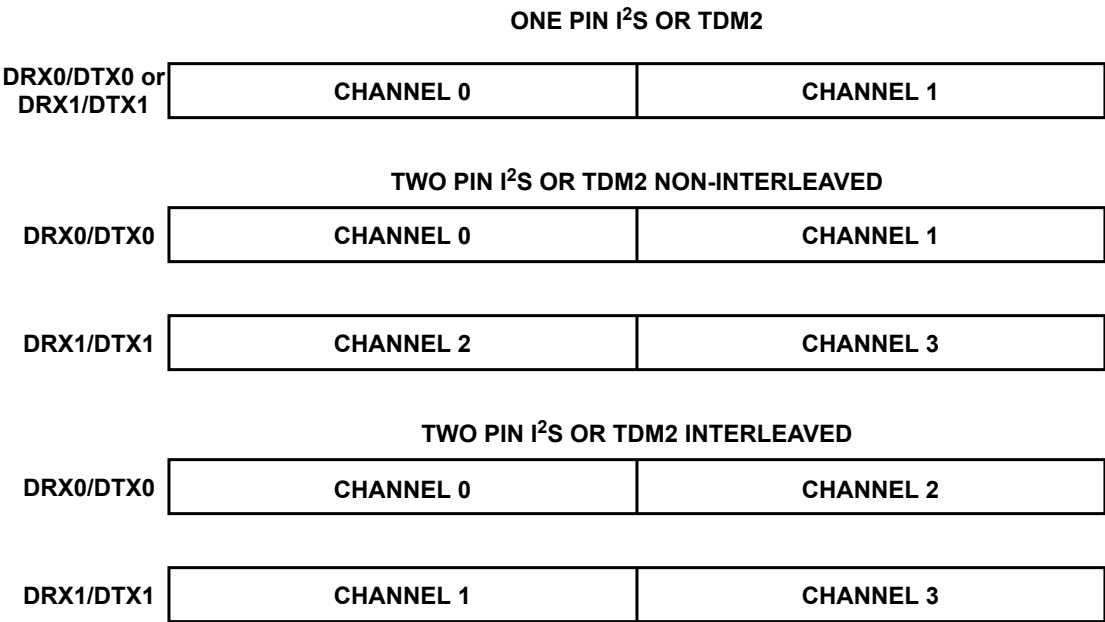 ONE PIN I²S OR TDM2
DRX0/DTX0 or
DRX1/DTX1
CHANNEL 0
CHANNEL 1
TWO PIN I²S OR TDM2 NON-INTERLEAVED
DRX0/DTX0
CHANNEL 0
CHANNEL 1
DRX1/DTX1
CHANNEL 2
CHANNEL 3
TWO PIN I²S OR TDM2 INTERLEAVED
DRX0/DTX0
CHANNEL 0
CHANNEL 2
DRX1/DTX1
CHANNEL 1
CHANNEL 3